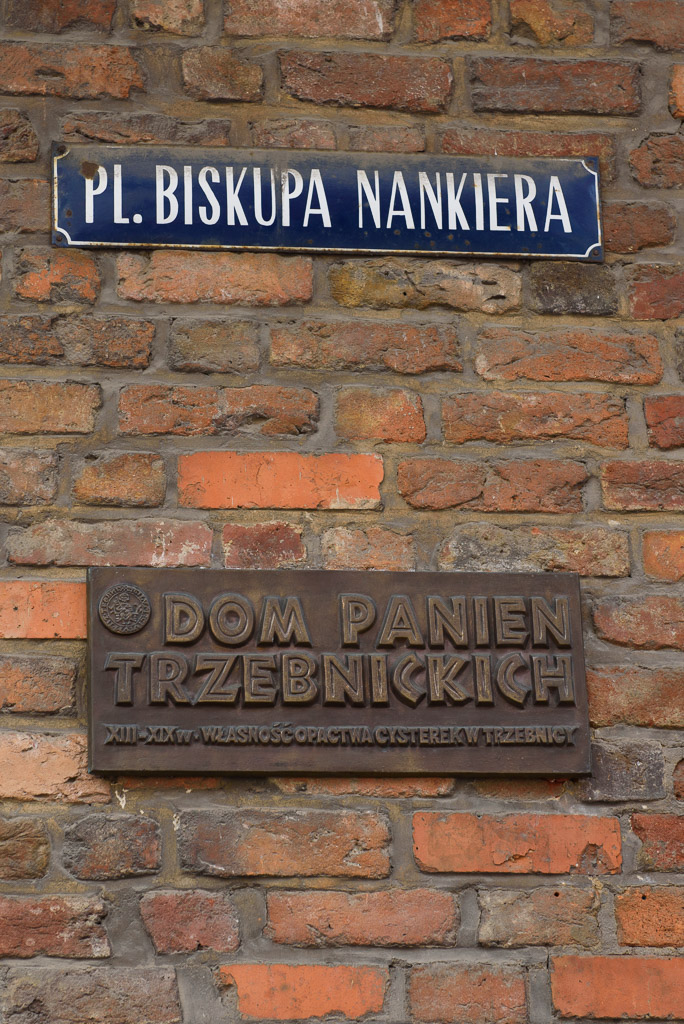 PL. BISKUPA NANKIERA
DOM PANIEN
TRZEBNICKICH
XIII-XIX w. WŁASNOŚĆ OPACTWA CYSTEREK W TRZEBNICY